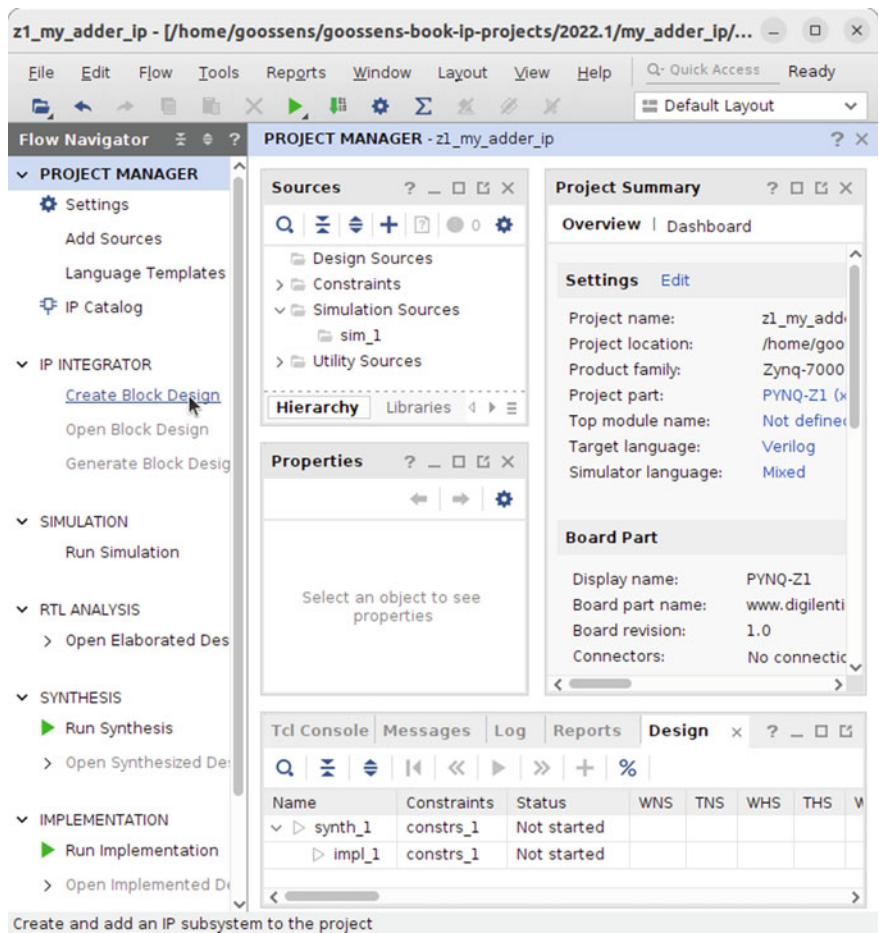 z1_my_adder_ip - [/home/goossens/goossens-book-ip-projects/2022.1/my_adder_ip/...
File Edit Flow Tools Reports Window Layout View Help Quick Access Ready
Default Layout
Flow Navigator
PROJECT MANAGER
Settings
Add Sources
Language Templates
IP Catalog
IP INTEGRATOR
Create Block Design
Open Block Design
Generate Block Desig
SIMULATION
Run Simulation
RTL ANALYSIS
Open Elaborated Des
SYNTHESIS
Run Synthesis
Open Synthesized De
IMPLEMENTATION
Run Implementation
Open Implemented D
PROJECT MANAGER - z1_my_adder_ip
Sources
0
Design Sources
Constraints
Simulation Sources
sim_1
Utility Sources
Hierarchy Libraries
Properties
Select an object to see
properties
Project Summary
Overview | Dashboard
Settings Edit
Project name: z1_my_add
Project location: /home/goo
Product family: Zynq-7000
Project part: PYNQ-Z1 (x
Top module name: Not define
Target language: Verilog
Simulator language: Mixed
Board Part
Display name: PYNQ-Z1
Board part name: www.digilenti
Board revision: 1.0
Connectors: No connectic
Tcl Console Messages Log Reports Design
Name Constraints Status WNS TNS WHS THS W
synth_1 constrs_1 Not started
impl_1 constrs_1 Not started
Create and add an IP subsystem to the project